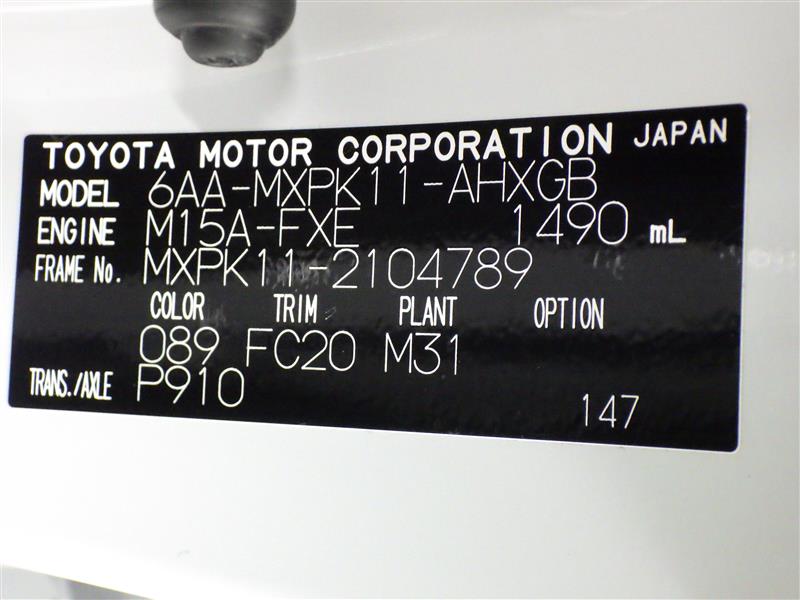 TOYOTA MOTOR CORPORATION JAPAN
MODEL 6AA-MXPK11-AHXGB
ENGINE M15A-FXE 1490 mL
FRAME No. MXPK11-2104789
COLOR TRIM PLANT OPTION
089 FC20 M31
TRANS./AXLE P910
147